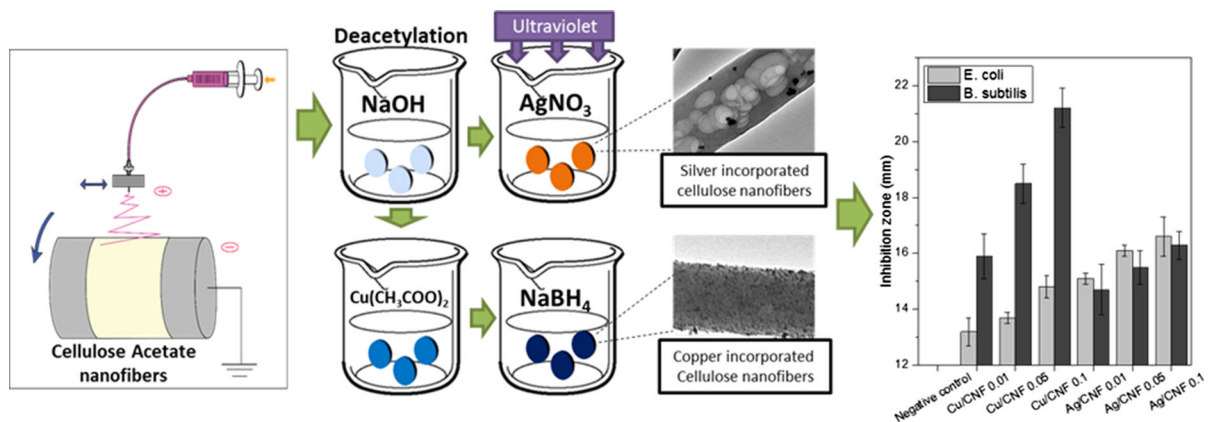 Cellulose Acetate
nanofibers
Deacetylation
NaOH
Ultraviolet
AgNO3
Silver incorporated
cellulose nanofibers
Cu(CH3COO)2
NaBH4
Copper incorporated
Cellulose nanofibers
E. coli
B. subtilis
Inhibition zone (mm)
22
20
18
16
14
12
Negative control
Cu/CNF 0.01
Cu/CNF 0.05
Cu/CNF 0.1
Ag/CNF 0.01
Ag/CNF 0.05
Ag/CNF 0.1